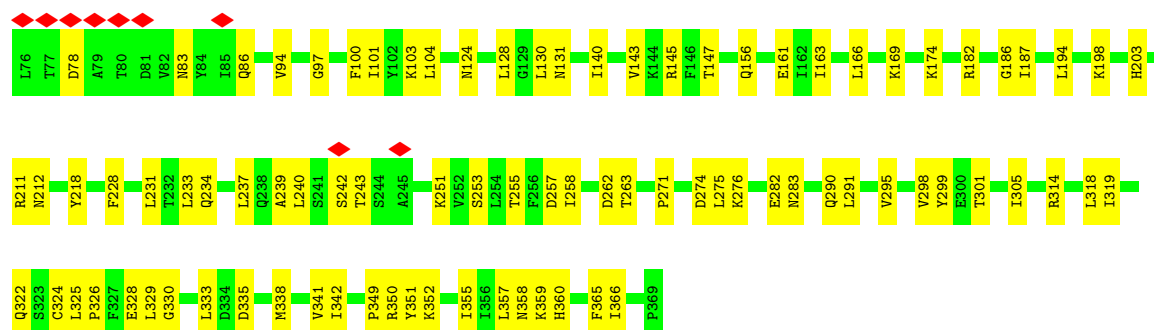 L76 T77 D78 A79 T80 D81 V82 N83 Y84 I85 Q86 V94 G97 F100 I101 Y102 K103 L104 N124 L128 G129 L130 N131 I140 V143 K144 R145 F146 T147 Q156 E161 I162 I163 L166 K169 K174 R182 G186 I187 L194 K198 H203
R211 N212 Y218 F228 L231 T232 L233 Q234 L237 Q238 A239 L240 S241 S242 T243 S244 A245 K251 V252 S253 L254 T255 F256 D257 I258 D262 T263 P271 D274 L275 K276 E282 N283 Q290 L291 V295 V298 Y299 E300 T301 I305 R314 L318 I319
Q322 S323 C324 L325 P326 F327 E328 L329 G330 L333 D334 D335 M338 V341 I342 P349 R350 Y351 K352 I355 I356 L357 N358 K359 H360 F365 I366 P369